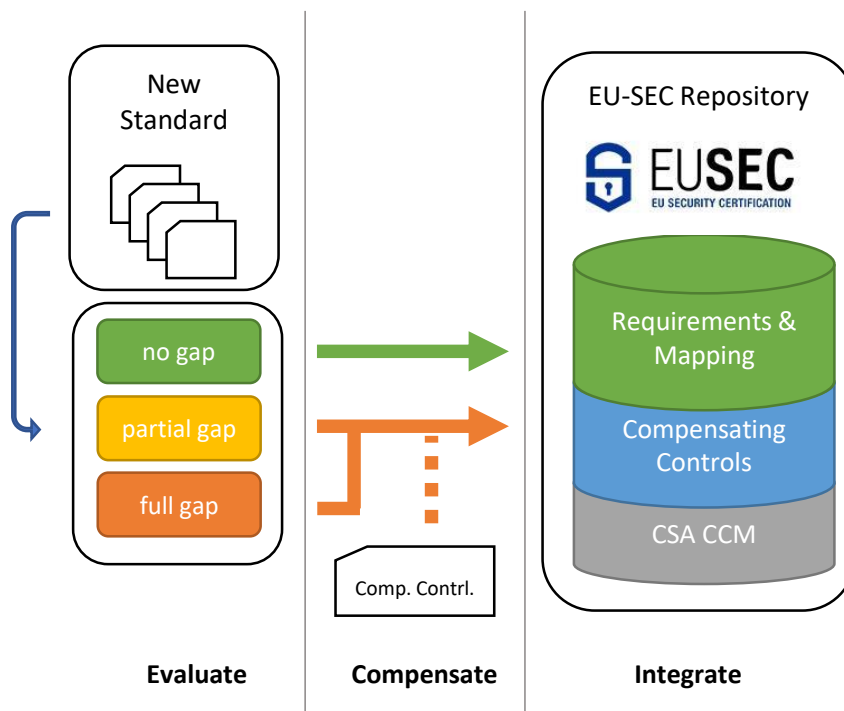 New
Standard
no gap
partial gap
full gap
Evaluate
Comp. Contrl.
Compensate
EU-SEC Repository
EUSEC
EU SECURITY CERTIFICATION
Requirements &
Mapping
Compensating
Controls
CSA CCM
Integrate